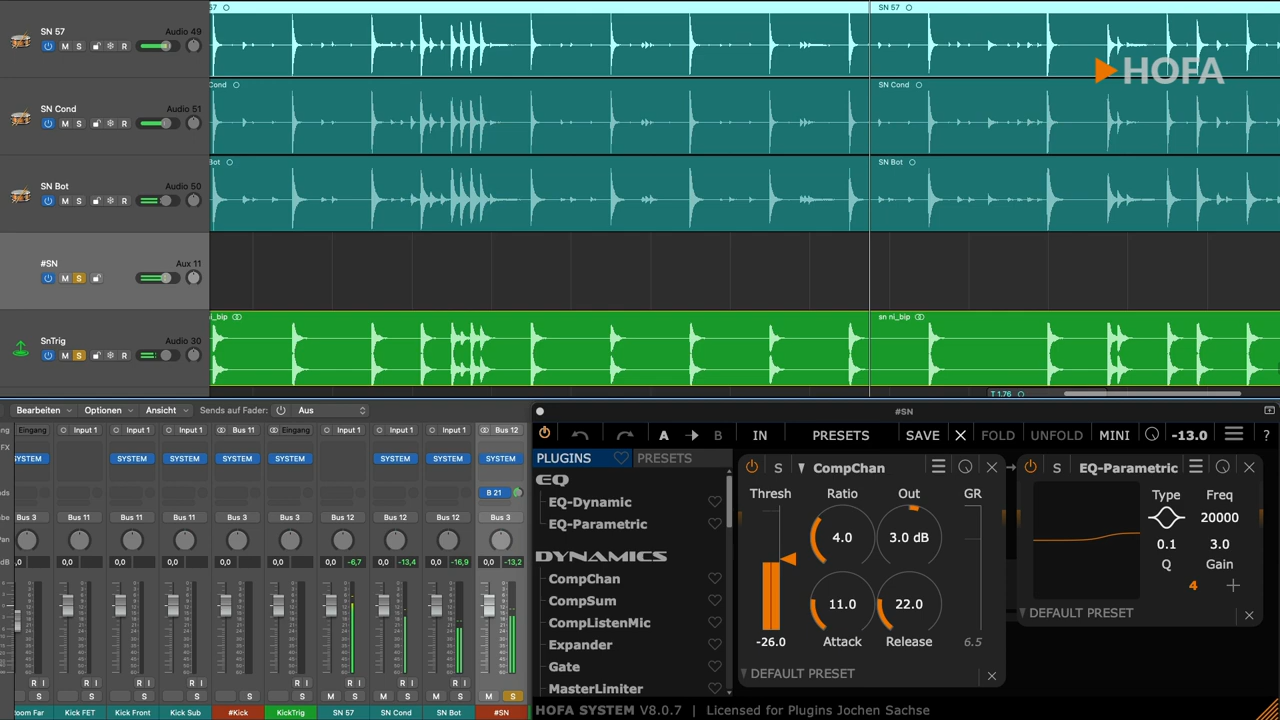 57
SN 57
SN 57
Audio 49
M S R
HOFA
Cond
SN Cond
SN Cond
Audio 51
M S R
Bot
SN Bot
SN Bot
Audio 50
M S R
#SN
Aux 11
M S
i_bip
sn ni_bip
SnTrig
Audio 30
M S R
T 1.76
Bearbeiten Optionen Ansicht Sends auf Fader: Aus
#SN
Eingang Input 1 Input 1 Input 1 Bus 11 Eingang Input 1 Input 1 Input 1 Bus 12
A B IN PRESETS SAVE FOLD UNFOLD MINI -13.0 ?
SYSTEM SYSTEM SYSTEM SYSTEM SYSTEM SYSTEM SYSTEM SYSTEM
PLUGINS PRESETS
B 21
Bus 3 Bus 11 Bus 11 Bus 11 Bus 3 Bus 3 Bus 12 Bus 12 Bus 12 Bus 3
0,0 0,0 0,0 0,0 0,0 0,0 0,0 -6,7 0,0 -13,4 0,0 -16,9 0,0 -13,2
EQ
EQ-Dynamic
EQ-Parametric
DYNAMICS
CompChan
CompSum
CompListenMic
Expander
Gate
MasterLimiter
S CompChan
Thresh Ratio Out GR
4.0 3.0 dB
11.0 22.0
-26.0 Attack Release 6.5
DEFAULT PRESET
S EQ-Parametric
Type Freq
20000
0.1 3.0
Q Gain
4
DEFAULT PRESET
R I R I R I R I
S S S S S S M S M S M S M S
oom Far Kick FET Kick Front Kick Sub #Kick KickTrig SN 57 SN Cond SN Bot #SN
HOFA SYSTEM V8.0.7 | Licensed for Plugins Jochen Sachse